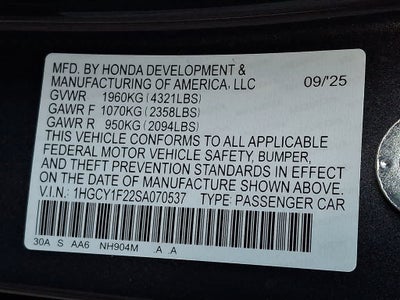 MFD. BY HONDA DEVELOPMENT &
MANUFACTURING OF AMERICA, LLC 09/'25
GVWR 1960KG (4321LBS)
GAWR F 1070KG (2358LBS)
GAWR R 950KG (2094LBS)
THIS VEHICLE CONFORMS TO ALL APPLICABLE
FEDERAL MOTOR VEHICLE SAFETY, BUMPER,
AND THEFT PREVENTION STANDARDS IN EFFECT
ON THE DATE OF MANUFACTURE SHOWN ABOVE.
V.I.N.: 1HGCY1F22SA070537 TYPE: PASSENGER CAR
30A S AA6 NH904M A A